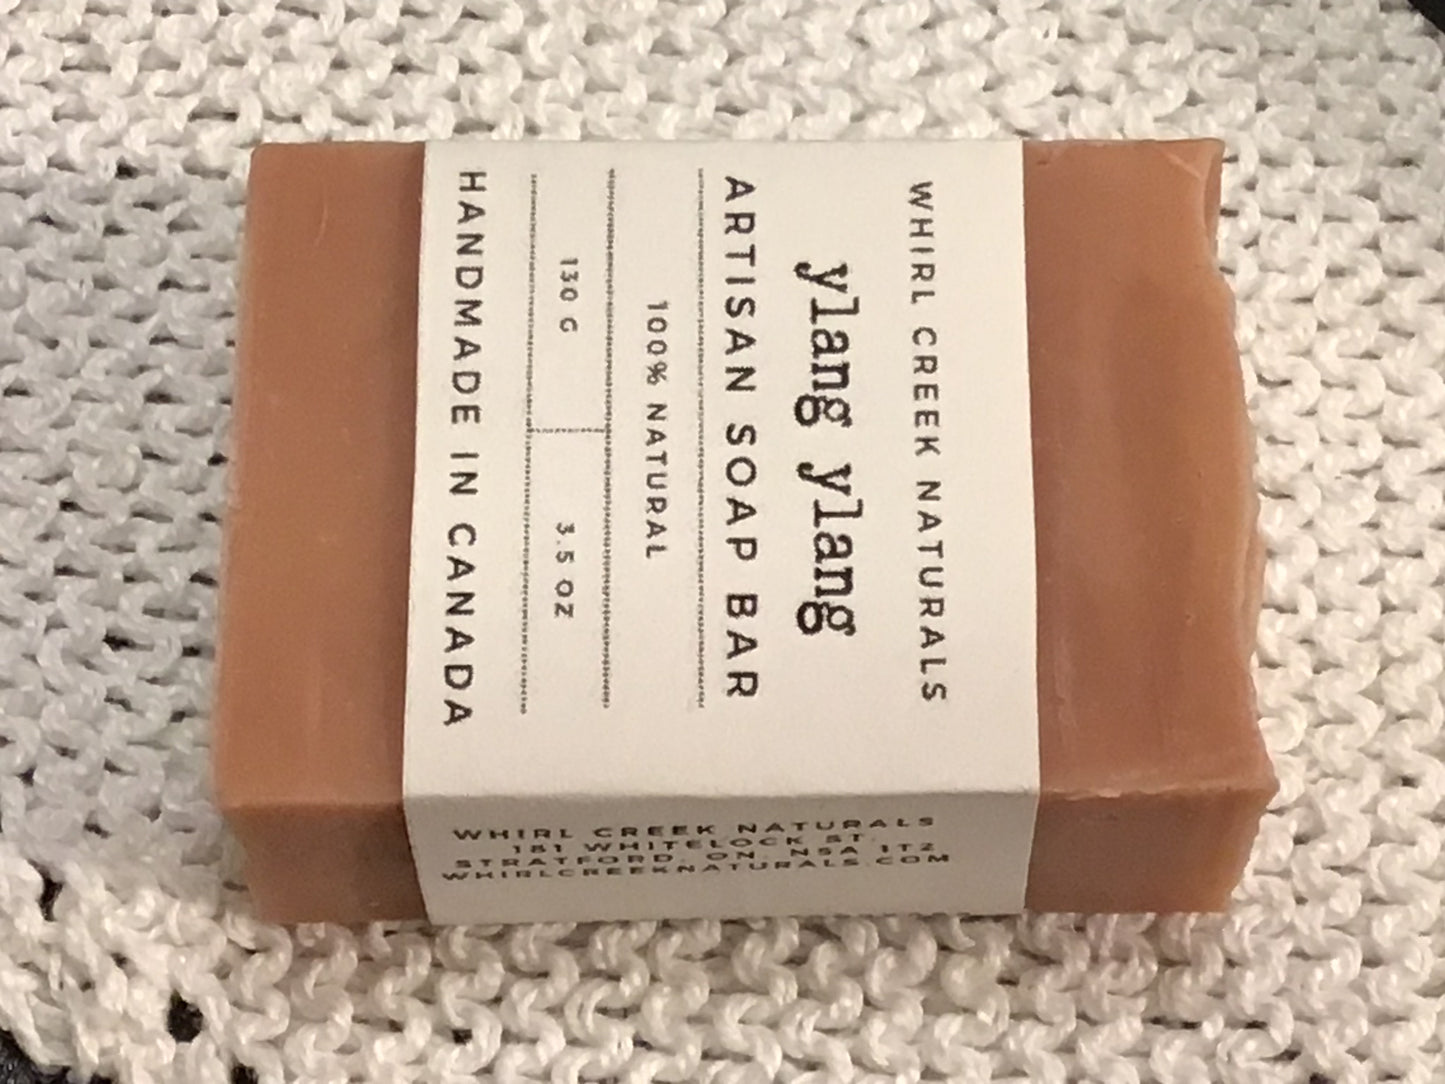 WHIRL CREEK NATURALS
ylang ylang
ARTISAN SOAP BAR
100% NATURAL
130 G 3.5 OZ
HANDMADE IN CANADA
WHIRL CREEK NATURALS
181 WHITELOCK ST.
STRATFORD, ON, N5A 1T2
WHIRLCREEKNATURALS.COM